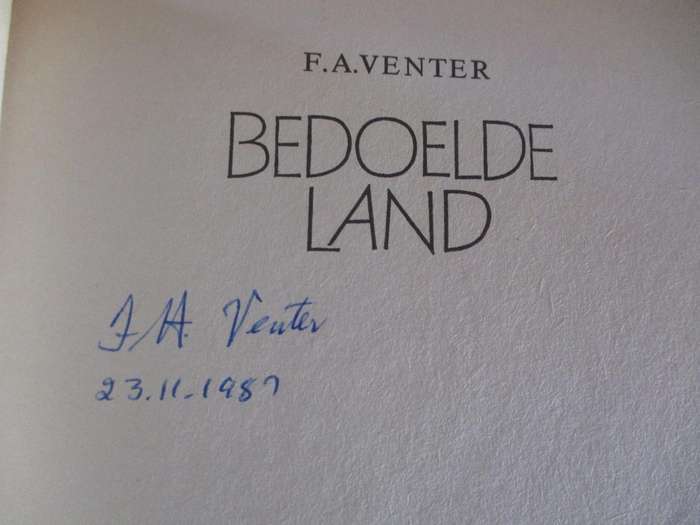 F.A.VENTER
BEDOELDE
LAND
F.A. Venter
23.11.1987